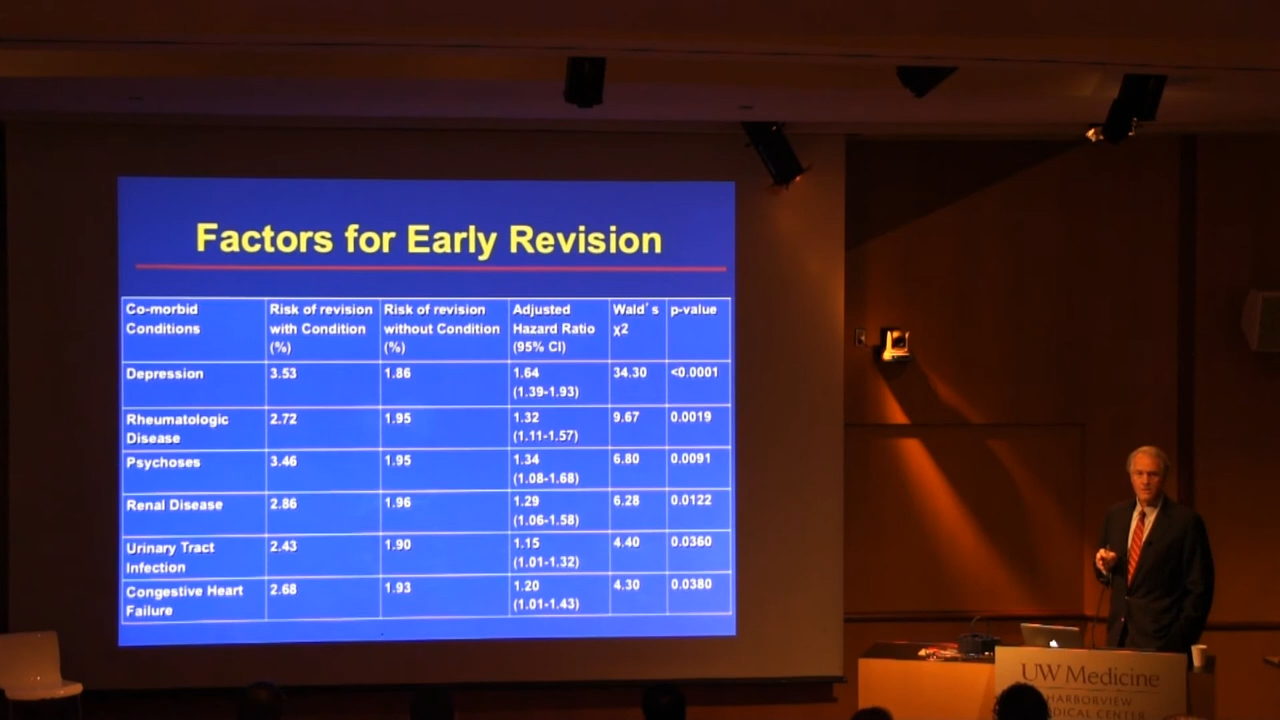 Factors for Early Revision
Co-morbid Conditions | Risk of revision with Condition (%) | Risk of revision without Condition (%) | Adjusted Hazard Ratio (95% CI) | Wald's χ2 | p-value
Depression | 3.53 | 1.86 | 1.64 (1.39-1.93) | 34.30 | <0.0001
Rheumatologic Disease | 2.72 | 1.95 | 1.32 (1.11-1.57) | 9.67 | 0.0019
Psychoses | 3.46 | 1.95 | 1.34 (1.08-1.68) | 6.80 | 0.0091
Renal Disease | 2.86 | 1.96 | 1.29 (1.06-1.58) | 6.28 | 0.0122
Urinary Tract Infection | 2.43 | 1.90 | 1.15 (1.01-1.32) | 4.40 | 0.0360
Congestive Heart Failure | 2.68 | 1.93 | 1.20 (1.01-1.43) | 4.30 | 0.0380
UW Medicine
HARBORVIEW